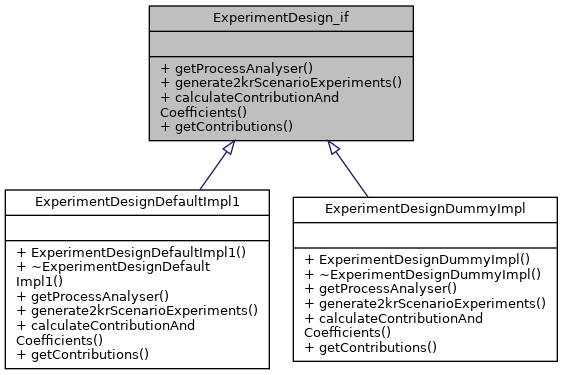 ExperimentDesign_if
+ getProcessAnalyser()
+ generate2krScenarioExperiments()
+ calculateContributionAnd
Coefficients()
+ getContributions()
ExperimentDesignDefaultImpl1
+ ExperimentDesignDefaultImpl1()
+ ~ExperimentDesignDefault
Impl1()
+ getProcessAnalyser()
+ generate2krScenarioExperiments()
+ calculateContributionAnd
Coefficients()
+ getContributions()
ExperimentDesignDummyImpl
+ ExperimentDesignDummyImpl()
+ ~ExperimentDesignDummyImpl()
+ getProcessAnalyser()
+ generate2krScenarioExperiments()
+ calculateContributionAnd
Coefficients()
+ getContributions()